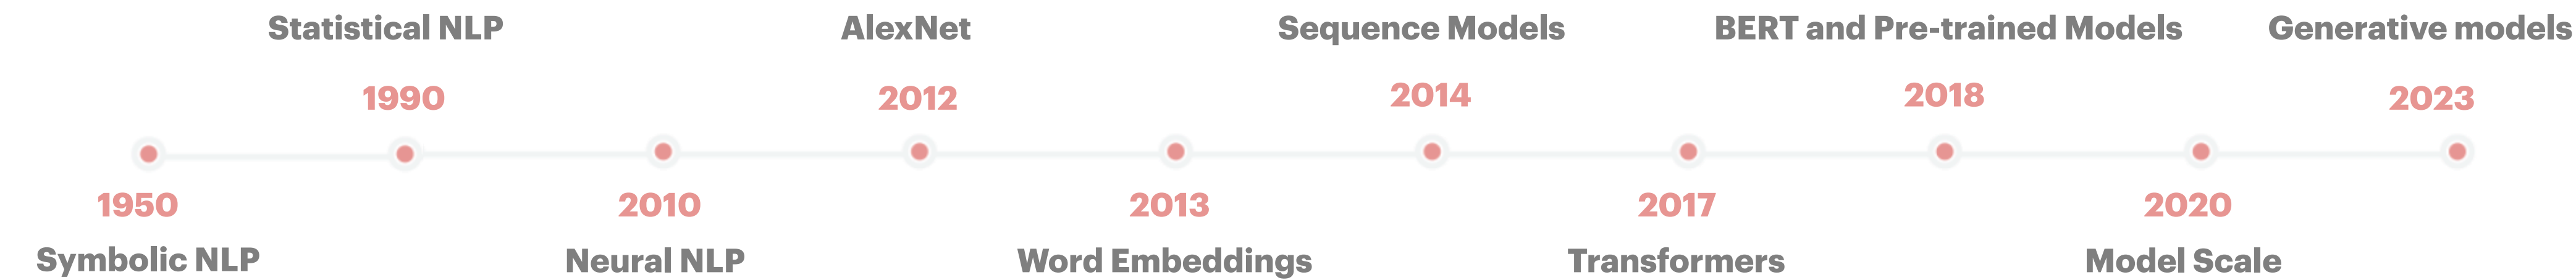 Statistical NLP
AlexNet
Sequence Models
BERT and Pre-trained Models
Generative models
1990
2012
2014
2018
2023
1950
2010
2013
2017
2020
Symbolic NLP
Neural NLP
Word Embeddings
Transformers
Model Scale